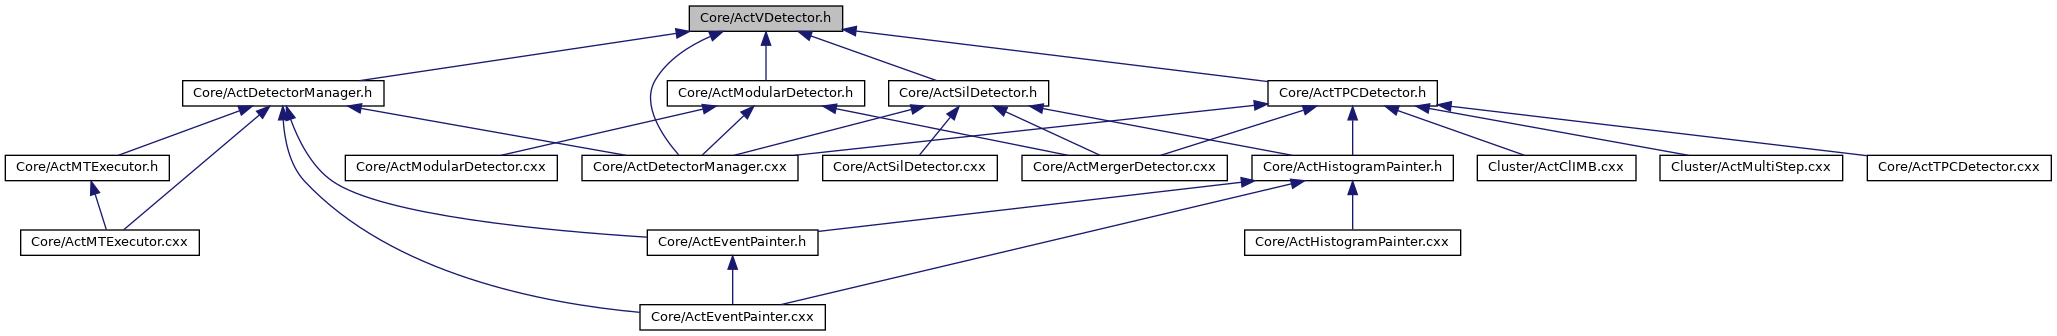 Core/ActVDetector.h
Core/ActDetectorManager.h
Core/ActModularDetector.h
Core/ActSilDetector.h
Core/ActTPCDetector.h
Core/ActMTExecutor.h
Core/ActModularDetector.cxx
Core/ActDetectorManager.cxx
Core/ActSilDetector.cxx
Core/ActMergerDetector.cxx
Core/ActHistogramPainter.h
Cluster/ActClIMB.cxx
Cluster/ActMultiStep.cxx
Core/ActTPCDetector.cxx
Core/ActMTExecutor.cxx
Core/ActEventPainter.h
Core/ActHistogramPainter.cxx
Core/ActEventPainter.cxx